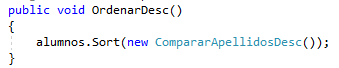 public void OrdenarDesc()
{
alumnos.Sort(new CompararApellidosDesc());
}